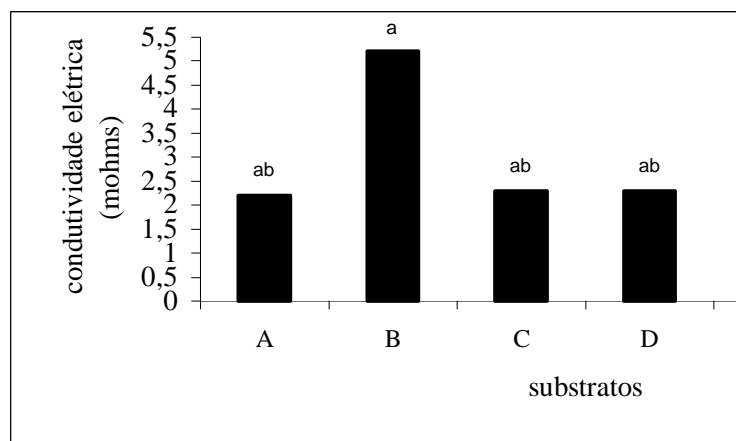 condutividade elétrica
(mohms)
5,5
5
4,5
4
3,5
3
2,5
2
1,5
1
0,5
0
ab
a
ab
ab
A
B
C
D
substratos